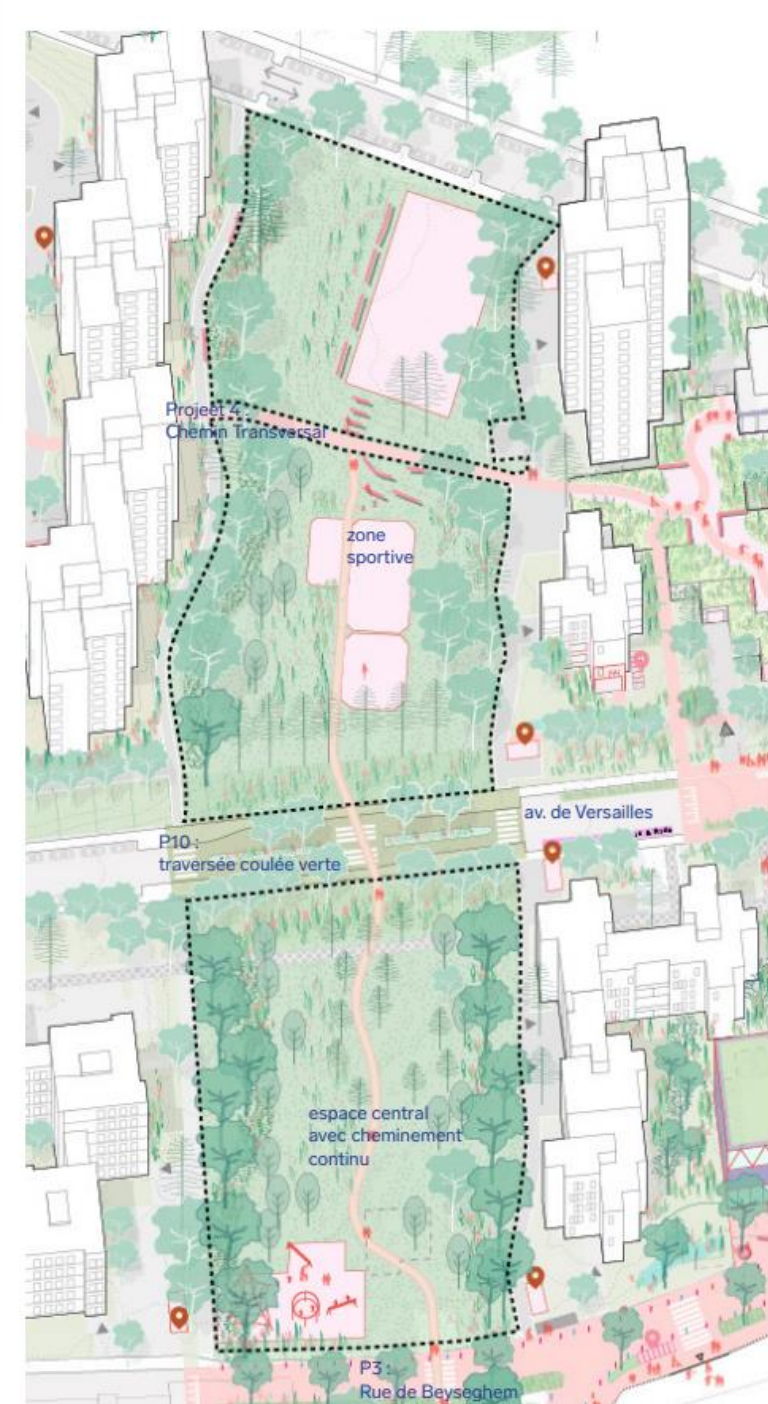 Projeet 4 :
Chemin Transversal
zone
sportive
av. de Versailles
P10 :
traversée coulée verte
espace central
avec cheminement
continu
P3 :
Rue de Beyseghem